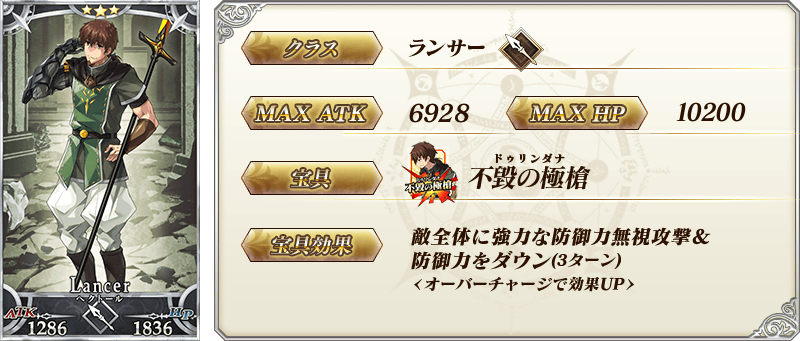 Lancer
ヘクトール
ATK
HP
1286
1836
クラス
ランサー
MAX ATK
6928
MAX HP
10200
宝具
不毀の極槍
ドゥリンダナ
不毀の極槍
宝具効果
敵全体に強力な防御力無視攻撃＆
防御力をダウン(3ターン)
<オーバーチャージで効果UP>